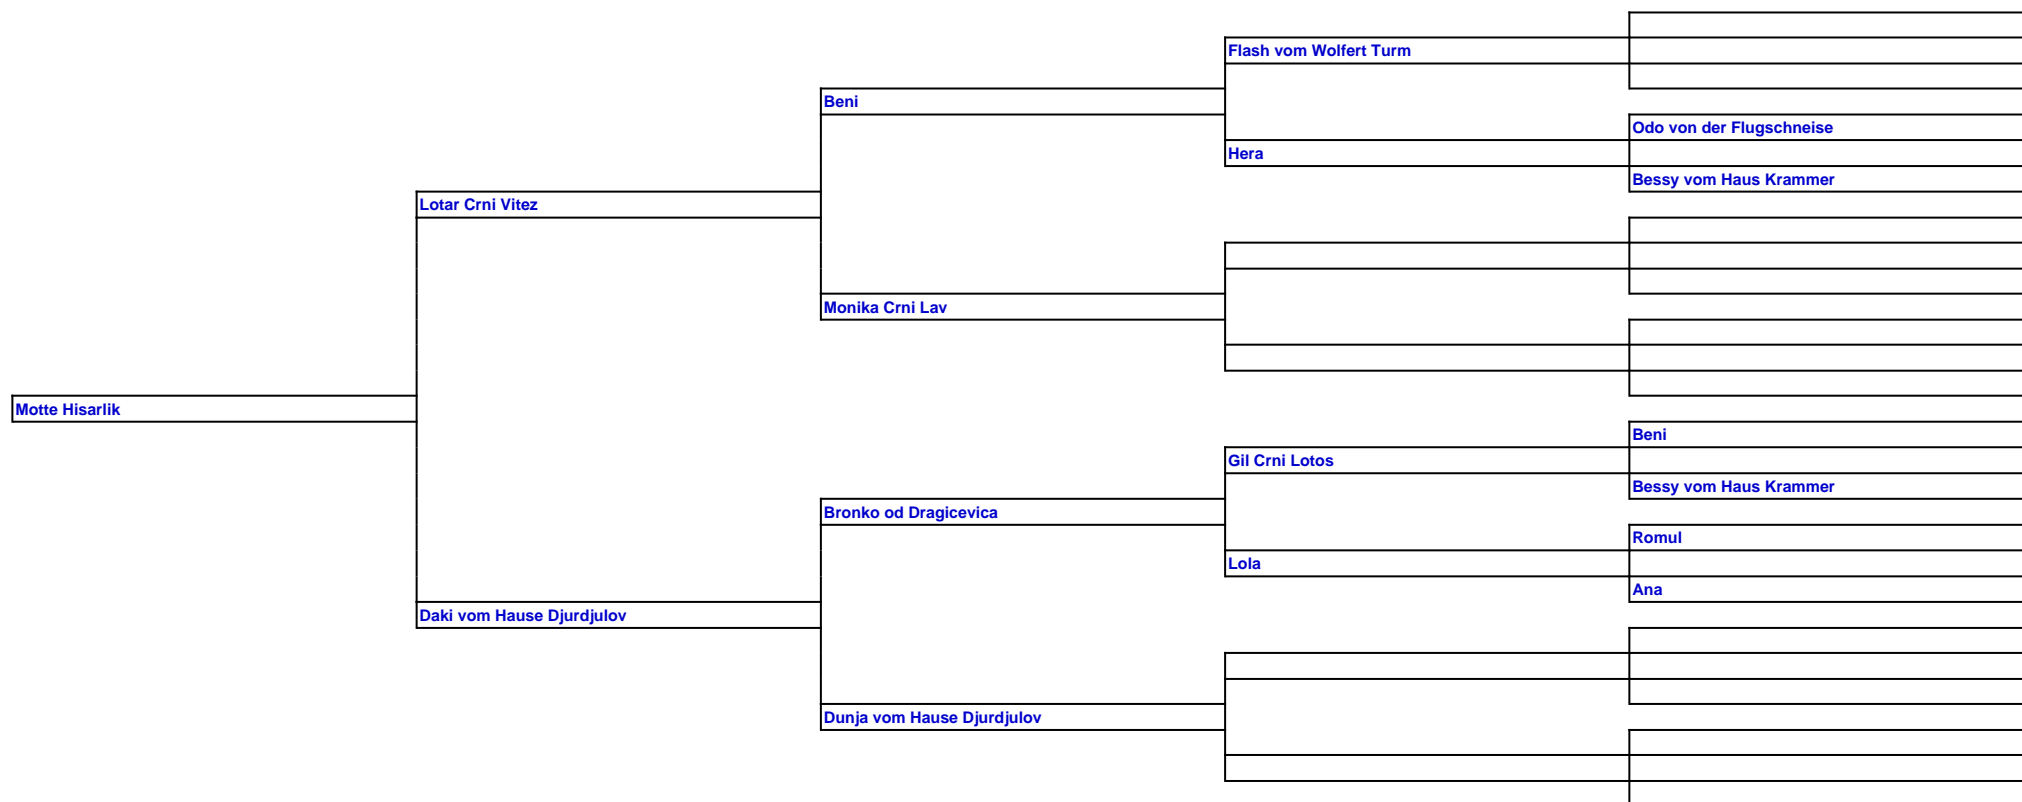 Flash vom Wolfert Turm
Beni
Odo von der Flugschneise
Hera
Bessy vom Haus Krammer
Lotar Crni Vitez
Monika Crni Lav
Motte Hisarlik
Beni
Gil Crni Lotos
Bessy vom Haus Krammer
Bronko od Dragicevica
Romul
Lola
Ana
Daki vom Hause Djurdjulov
Dunja vom Hause Djurdjulov